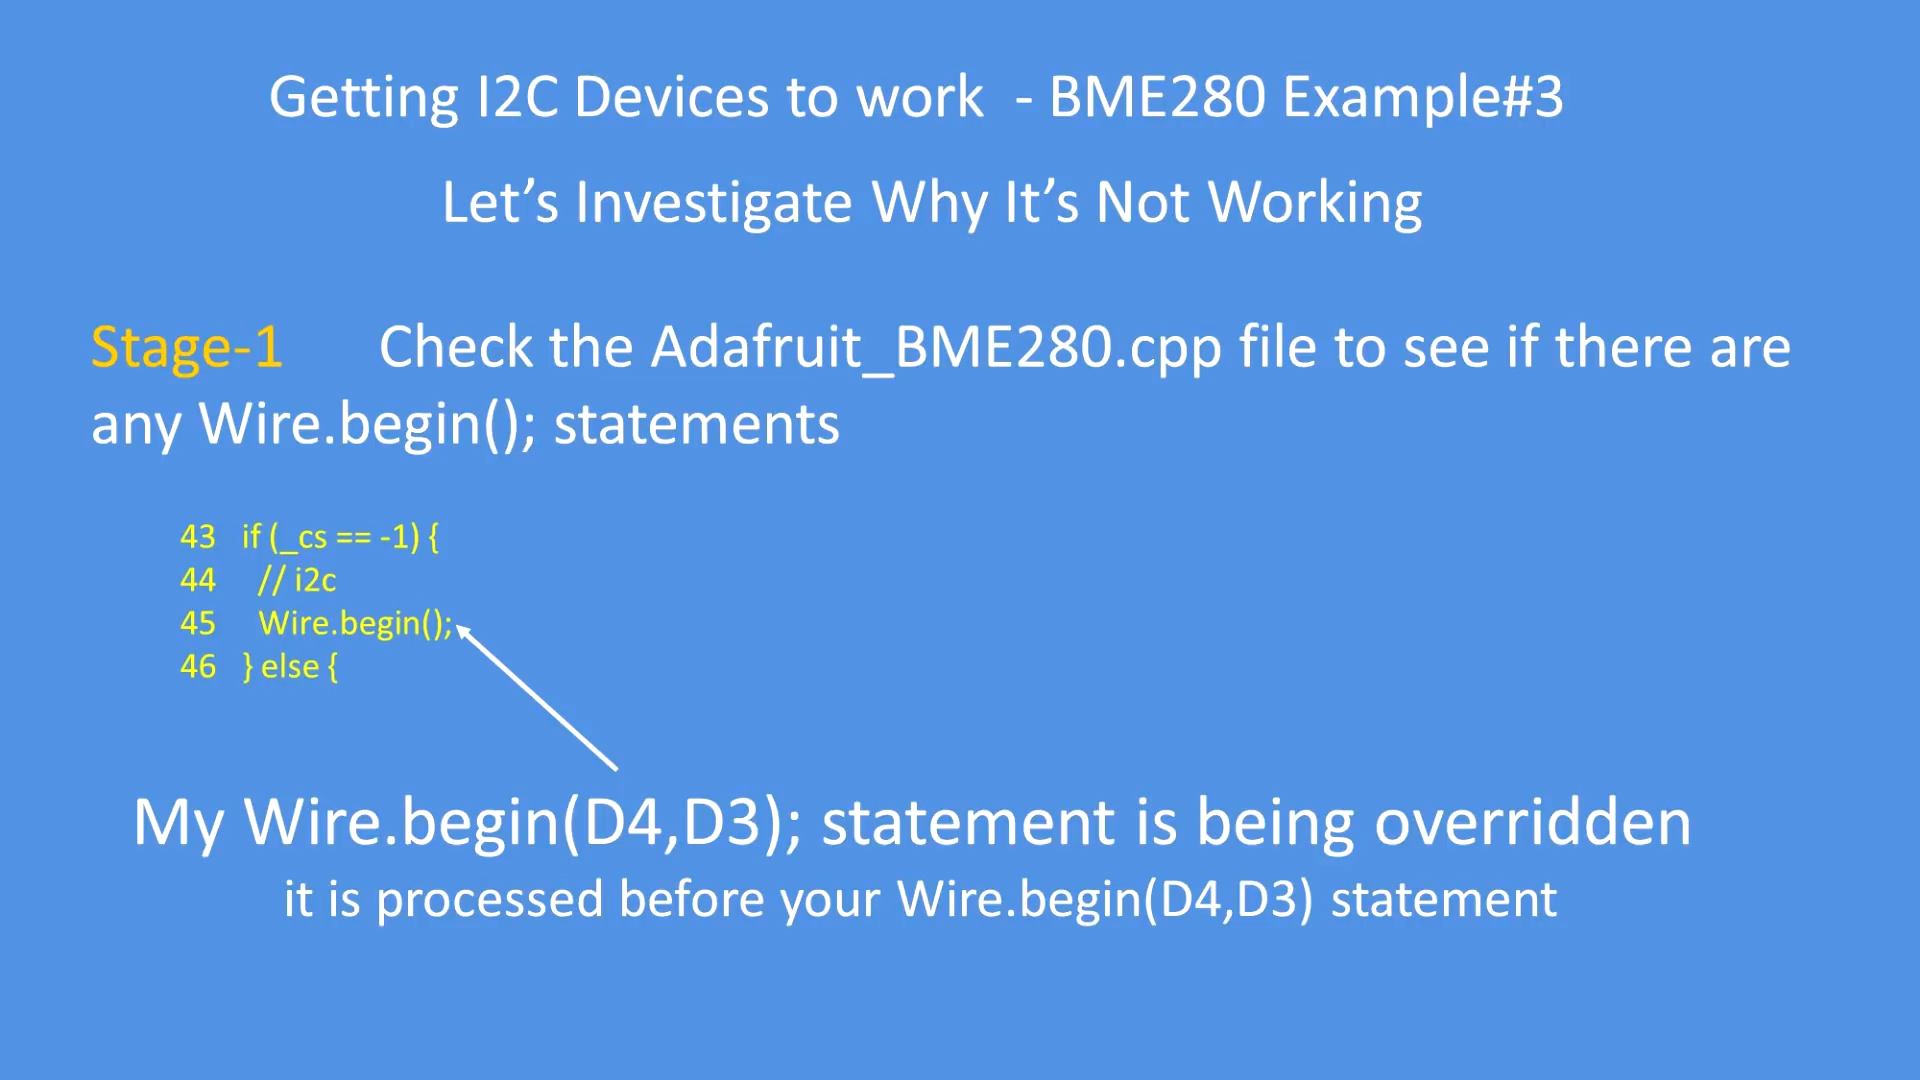 Getting I2C Devices to work - BME280 Example#3
Let’s Investigate Why It’s Not Working
Stage-1 Check the Adafruit_BME280.cpp file to see if there are
any Wire.begin(); statements
43 if (_cs == -1) {
44 // i2c
45 Wire.begin();
46 } else {
My Wire.begin(D4,D3); statement is being overridden
it is processed before your Wire.begin(D4,D3) statement